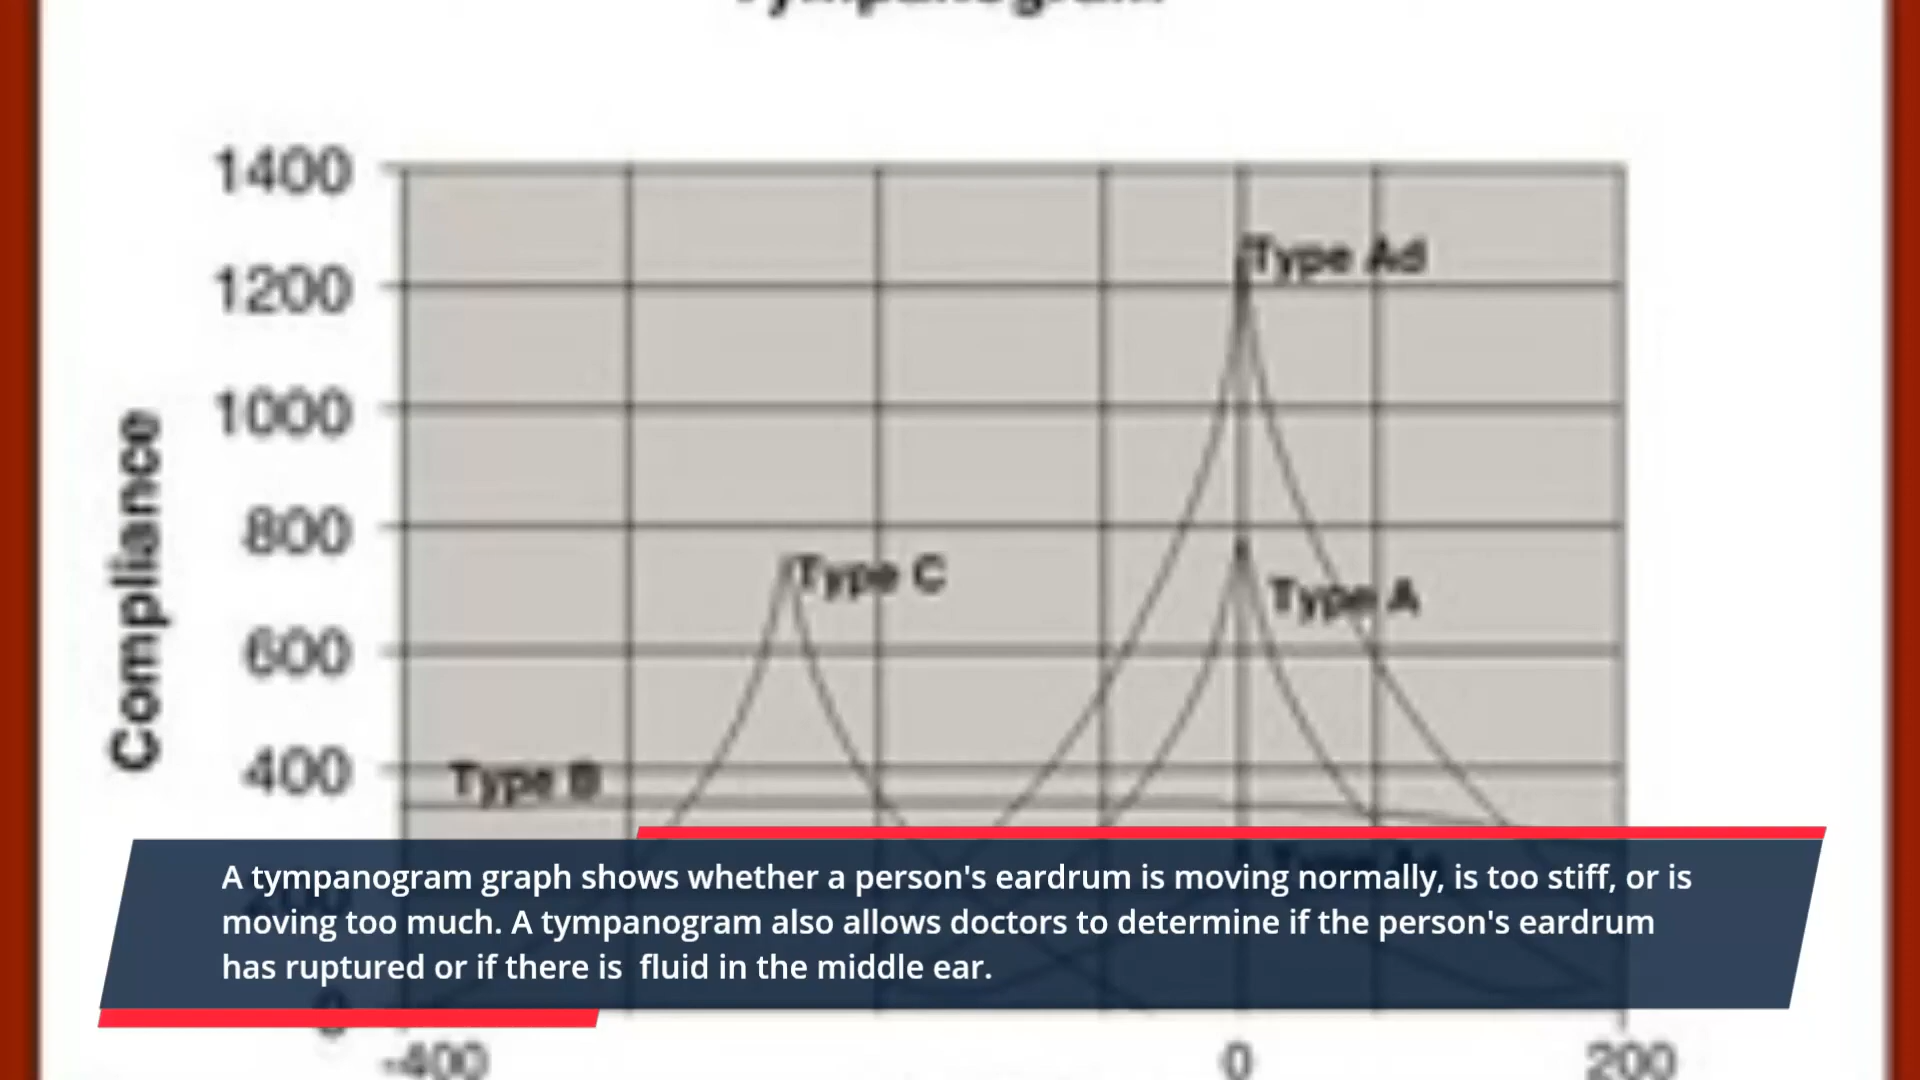 Tympanogram
1400
1200
1000
800
600
400
0
Compliance
Type Ad
Type C
Type A
Type B
A tympanogram graph shows whether a person's eardrum is moving normally, is too stiff, or is
moving too much. A tympanogram also allows doctors to determine if the person's eardrum
has ruptured or if there is fluid in the middle ear.
-400
0
200